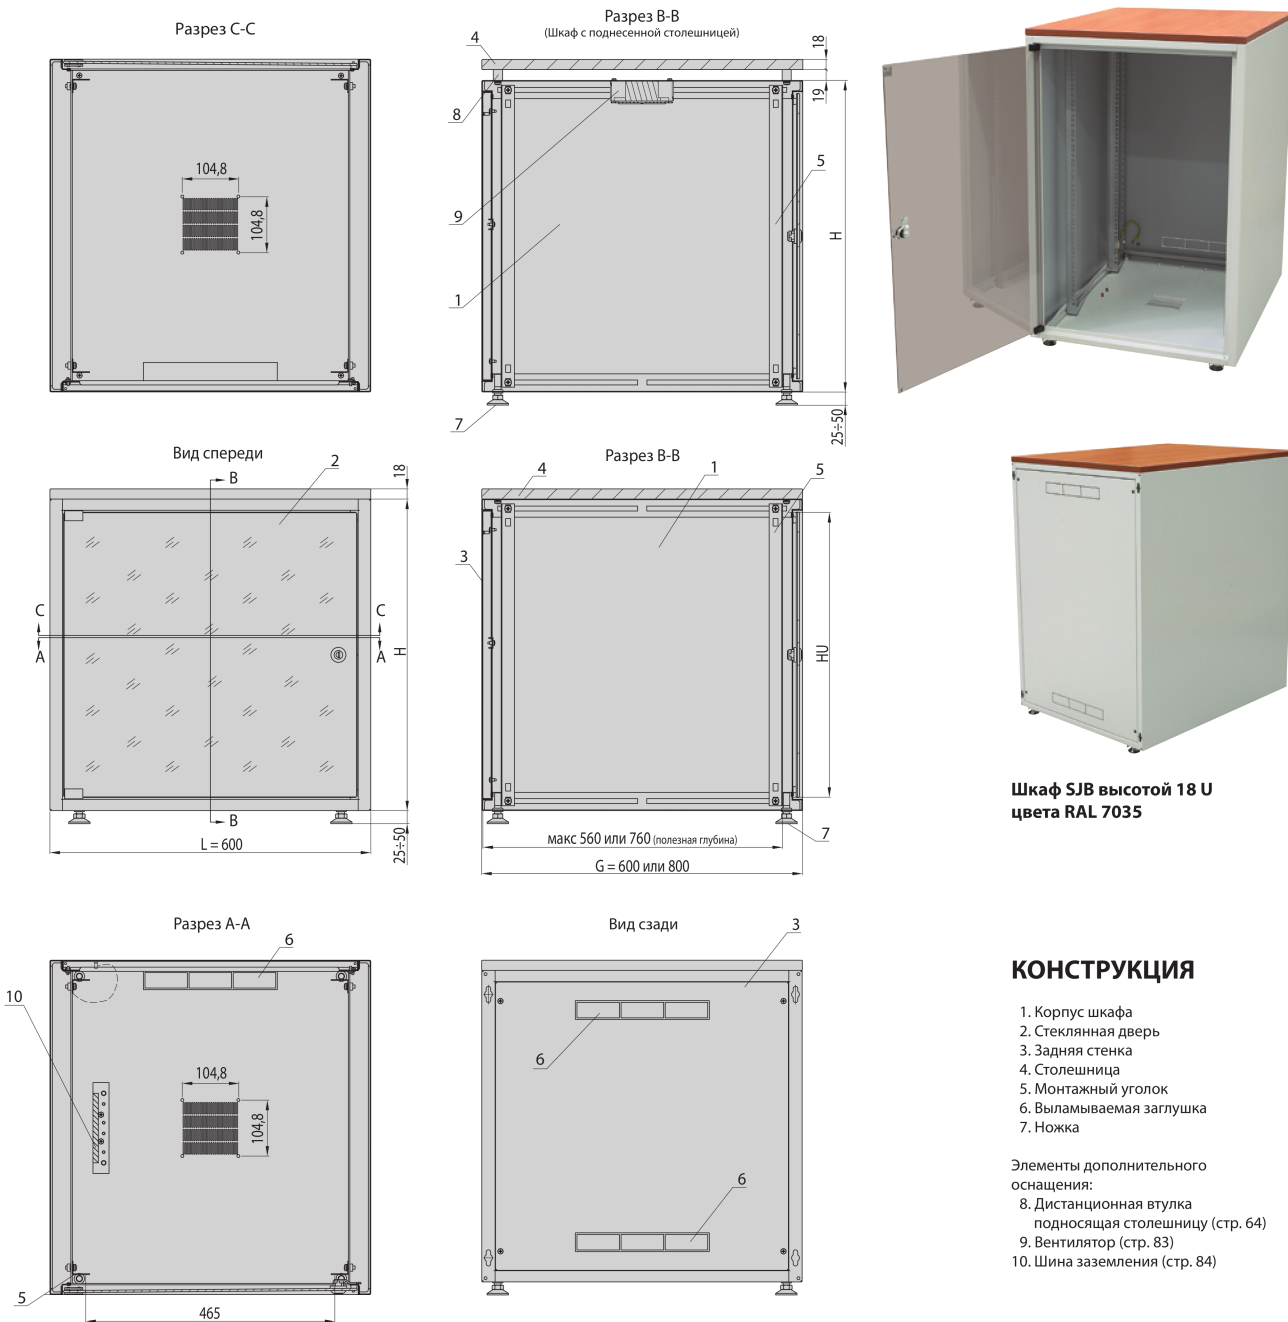 Разрез C-C
104,8
104,8
Разрез B-B
(Шкаф с поднесенной столешницей)
4
18
19
8
5
9
H
1
7
25÷50
Вид спереди
2
18
B
C
C
A
A
H
B
L = 600
25÷50
Разрез B-B
4
1
5
3
HU
7
макс 560 или 760 (полезная глубина)
G = 600 или 800
Шкаф SJB высотой 18 U
цвета RAL 7035
Разрез A-A
6
10
104,8
104,8
5
465
Вид сзади
3
6
6
КОНСТРУКЦИЯ
1. Корпус шкафа
2. Стеклянная дверь
3. Задняя стенка
4. Столешница
5. Монтажный уголок
6. Выламываемая заглушка
7. Ножка
Элементы дополнительного
оснащения:
8. Дистанционная втулка
подносящая столешницу (стр. 64)
9. Вентилятор (стр. 83)
10. Шина заземления (стр. 84)